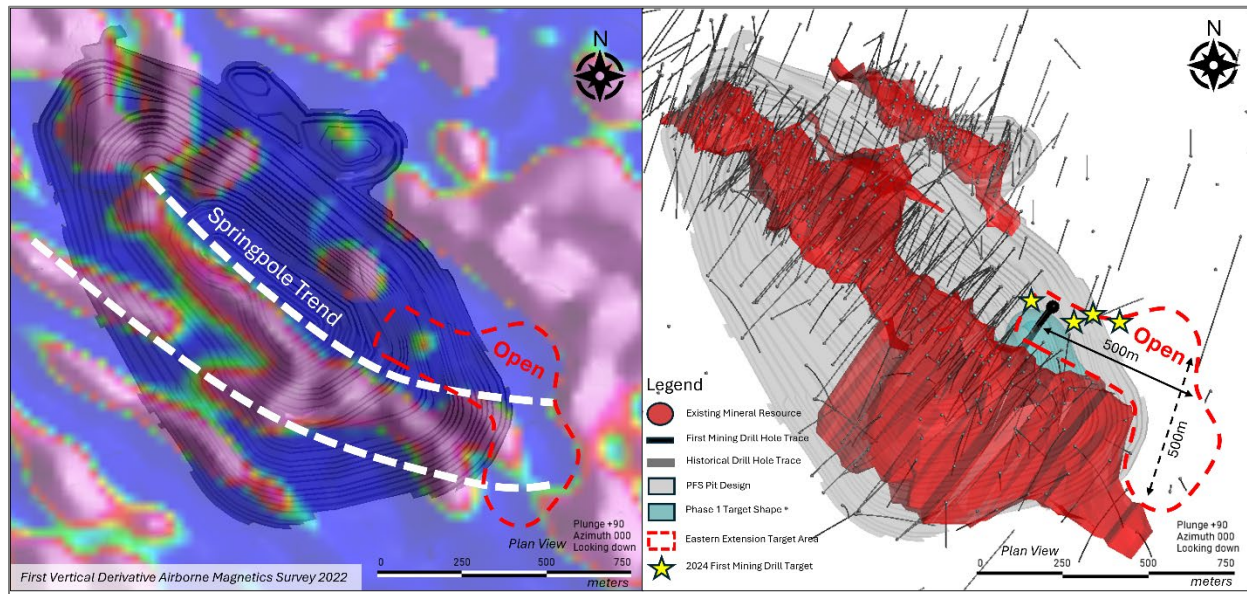 N
Springpole Trend
Open
Plunge +90
Azimuth 000
Looking down
Plan View
0 250 500 750
meters
First Vertical Derivative Airborne Magnetics Survey 2022
N
500m
Open
500m
Legend
Existing Mineral Resource
First Mining Drill Hole Trace
Historical Drill Hole Trace
PFS Pit Design
Phase 1 Target Shape *
Eastern Extension Target Area
2024 First Mining Drill Target
Plunge +90
Azimuth 000
Looking down
Plan View
0 250 500 750
meters